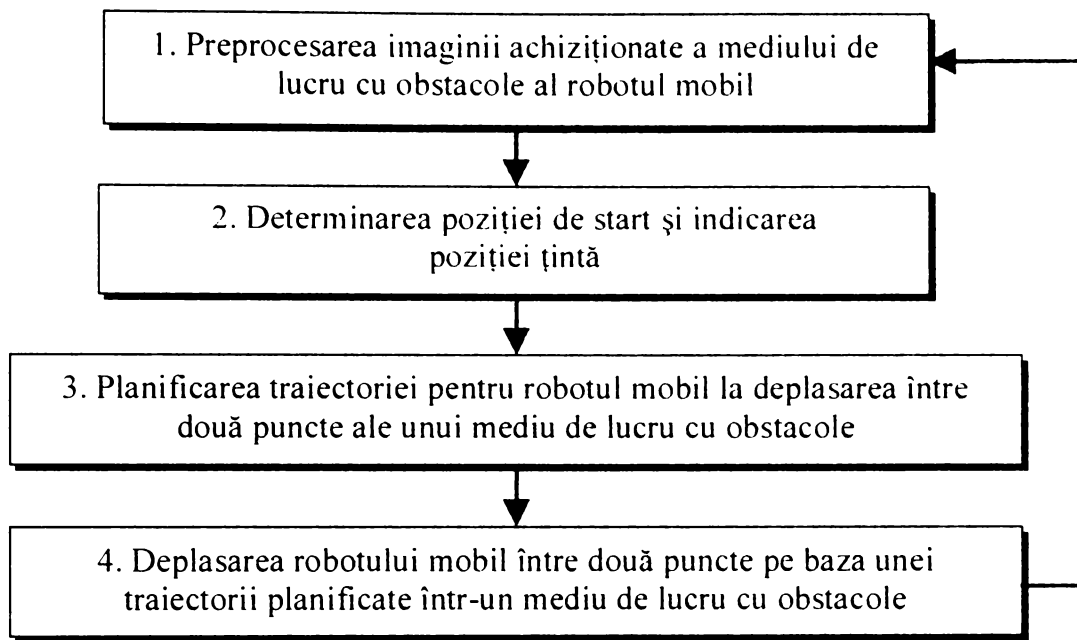 1. Preprocesarea imaginii achiziționate a mediului de
lucru cu obstacole al robotul mobil
2. Determinarea poziției de start şi indicarea
poziției țintă
3. Planificarea traiectoriei pentru robotul mobil la deplasarea între
două puncte ale unui mediu de lucru cu obstacole
4. Deplasarea robotului mobil între două puncte pe baza unei
traiectorii planificate într-un mediu de lucru cu obstacole